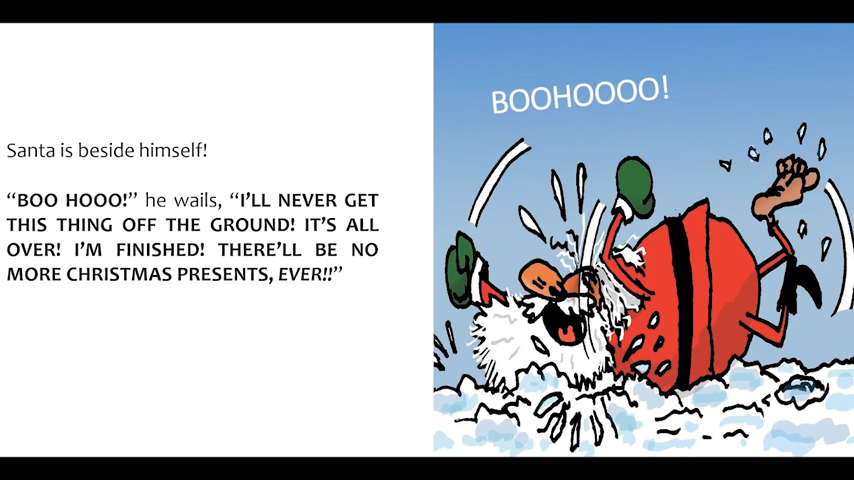 Santa is beside himself!
“BOO HOOO!” he wails, “I’LL NEVER GET
THIS THING OFF THE GROUND! IT’S ALL
OVER! I’M FINISHED! THERE’LL BE NO
MORE CHRISTMAS PRESENTS, EVER!!”
BOOHOOOO!